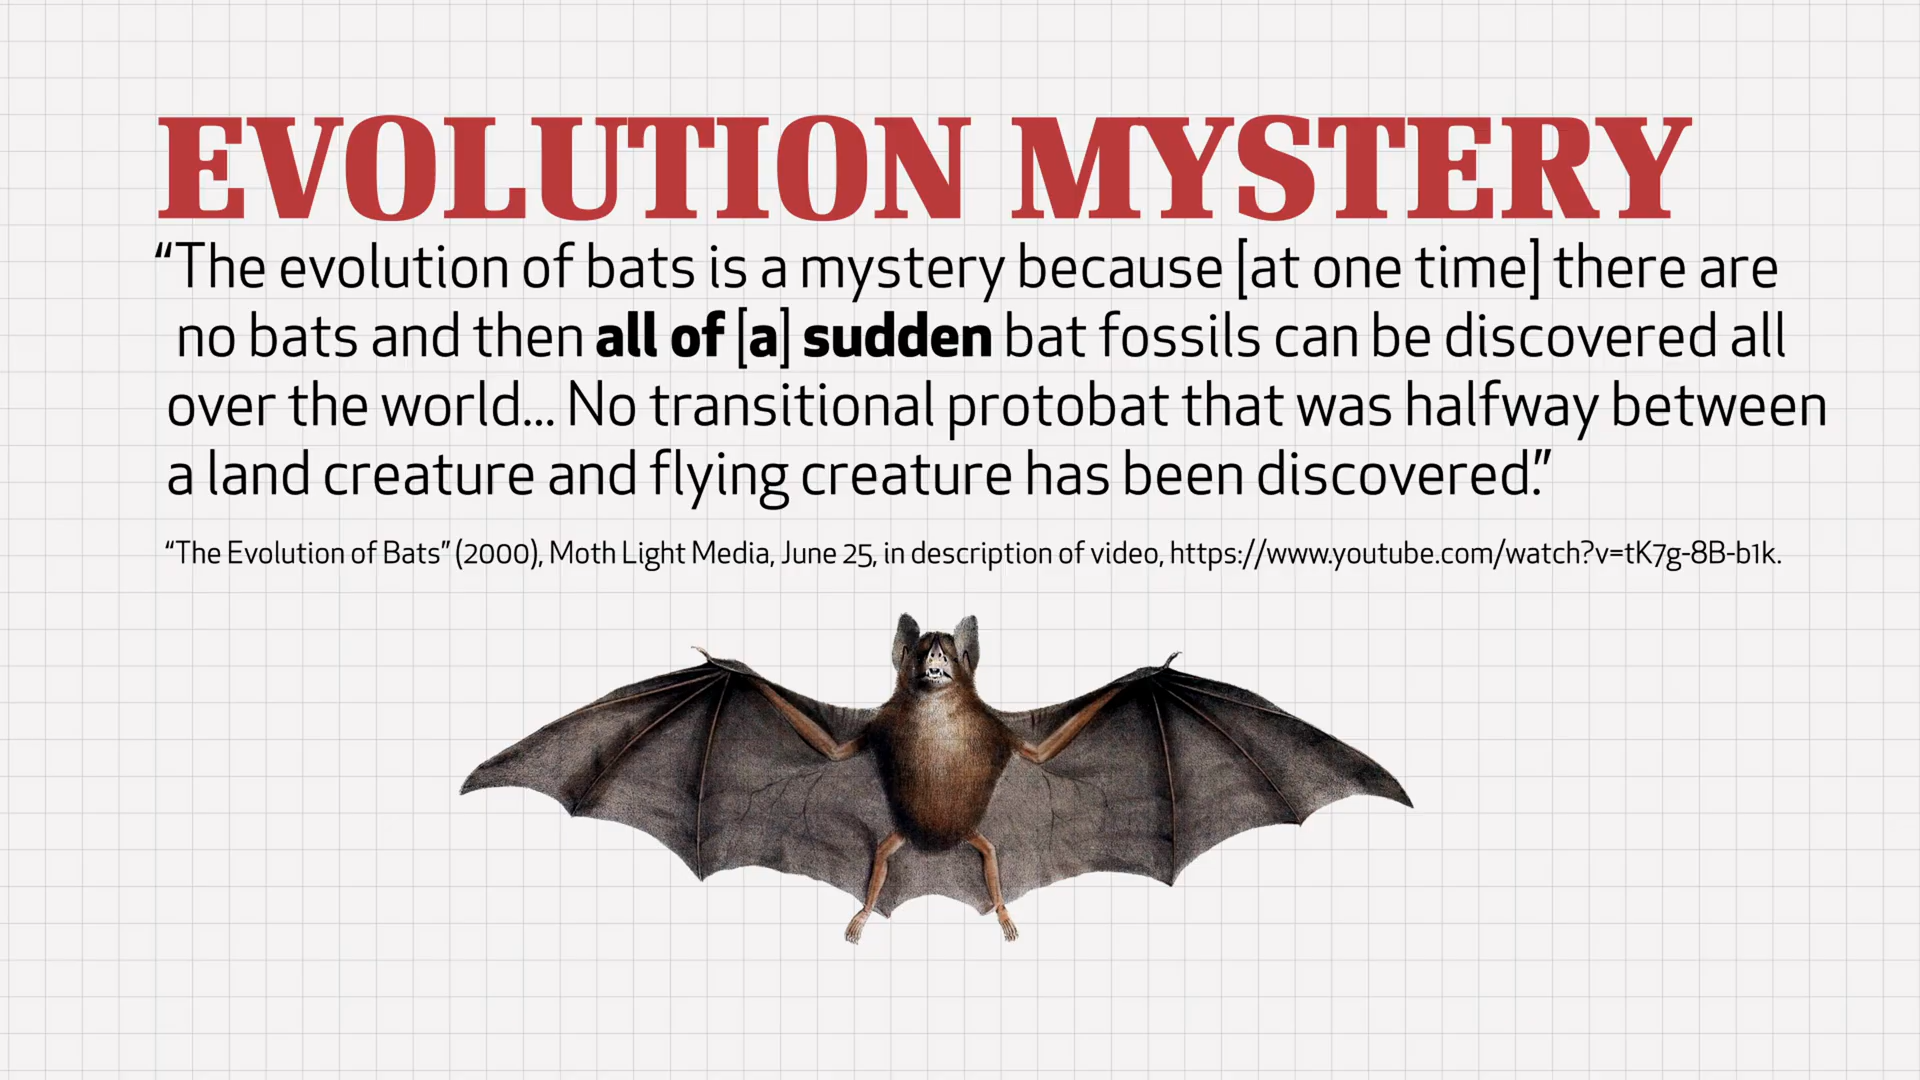 EVOLUTION MYSTERY
“The evolution of bats is a mystery because [at one time] there are
no bats and then all of [a] sudden bat fossils can be discovered all
over the world... No transitional protobat that was halfway between
a land creature and flying creature has been discovered.”
“The Evolution of Bats” (2000), Moth Light Media, June 25, in description of video, https://www.youtube.com/watch?v=tK7g-8B-b1k.